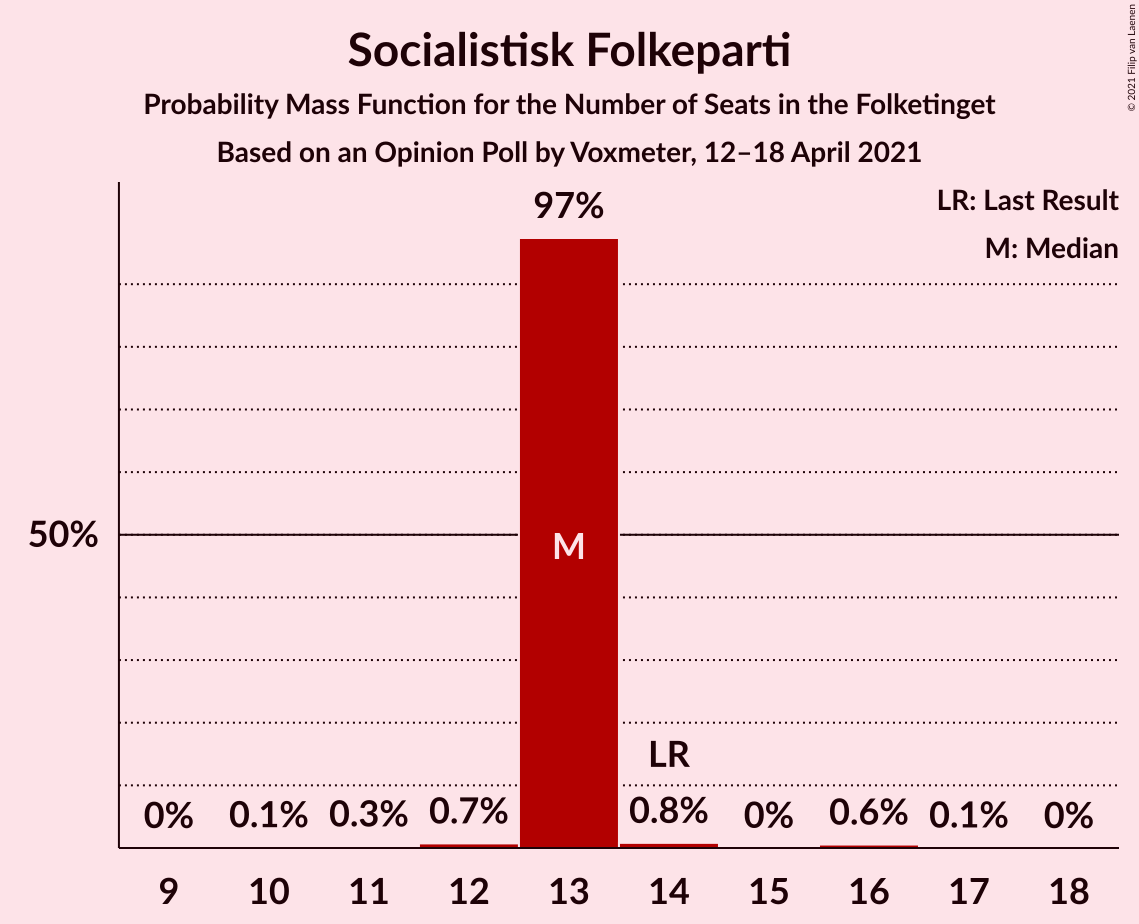 Socialistisk Folkeparti
Probability Mass Function for the Number of Seats in the Folketinget
Based on an Opinion Poll by Voxmeter, 12–18 April 2021
© 2021 Filip van Laenen
LR: Last Result
M: Median
97%
50%
M
LR
0% 0.1% 0.3% 0.7% 0.8% 0% 0.6% 0.1% 0%
9 10 11 12 13 14 15 16 17 18